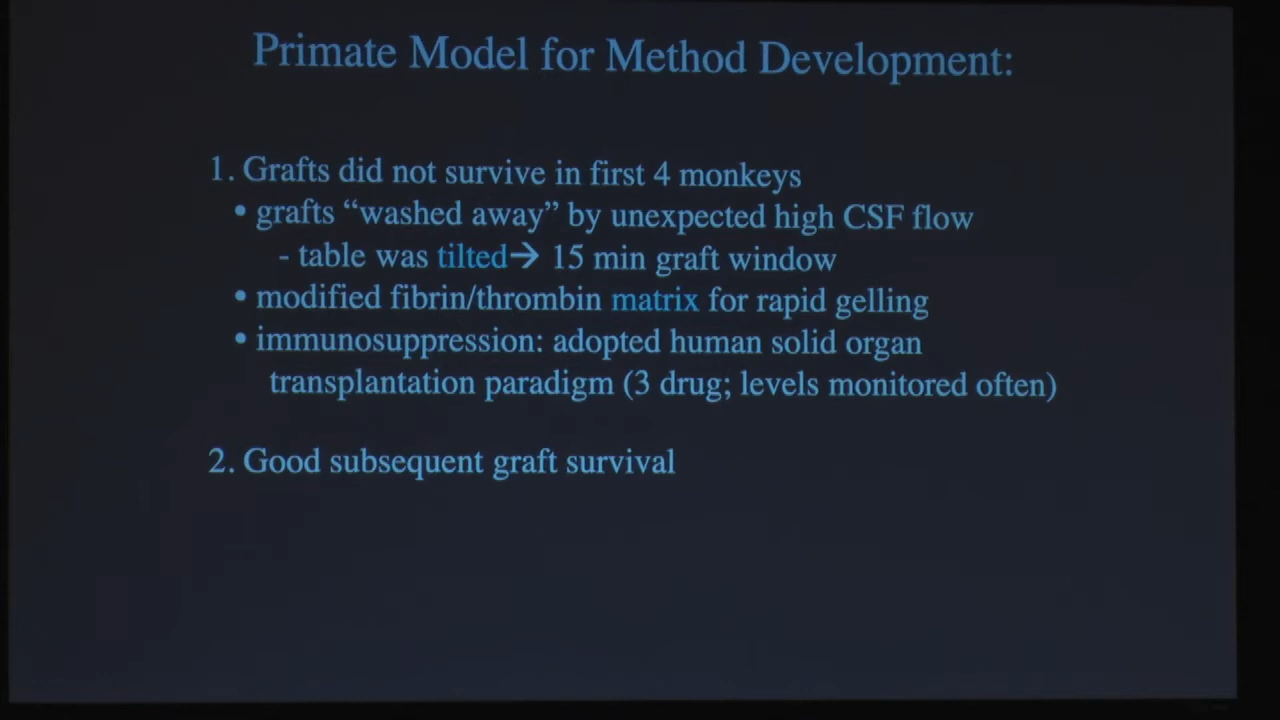 Primate Model for Method Development:
1. Grafts did not survive in first 4 monkeys
• grafts “washed away” by unexpected high CSF flow
- table was tilted→ 15 min graft window
• modified fibrin/thrombin matrix for rapid gelling
• immunosuppression: adopted human solid organ
transplantation paradigm (3 drug; levels monitored often)
2. Good subsequent graft survival